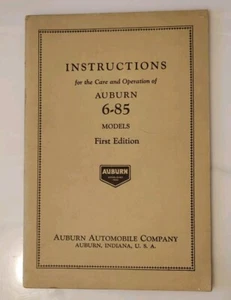 INSTRUCTIONS
for the Care and Operation of
AUBURN
6-85
MODELS
First Edition
AUBURN
AUBURN AUTOMOBILE COMPANY
AUBURN, INDIANA, U. S. A.